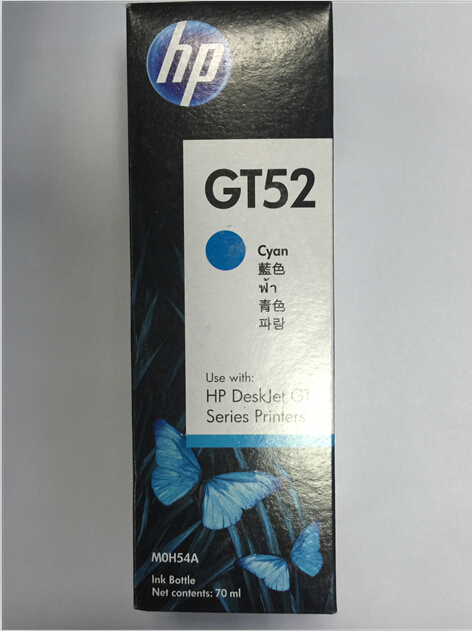 hp
GT52
Cyan
藍色
ฟ้า
青色
파랑
Use with:
HP DeskJet GT
Series Printers
M0H54A
Ink Bottle
Net contents: 70 ml